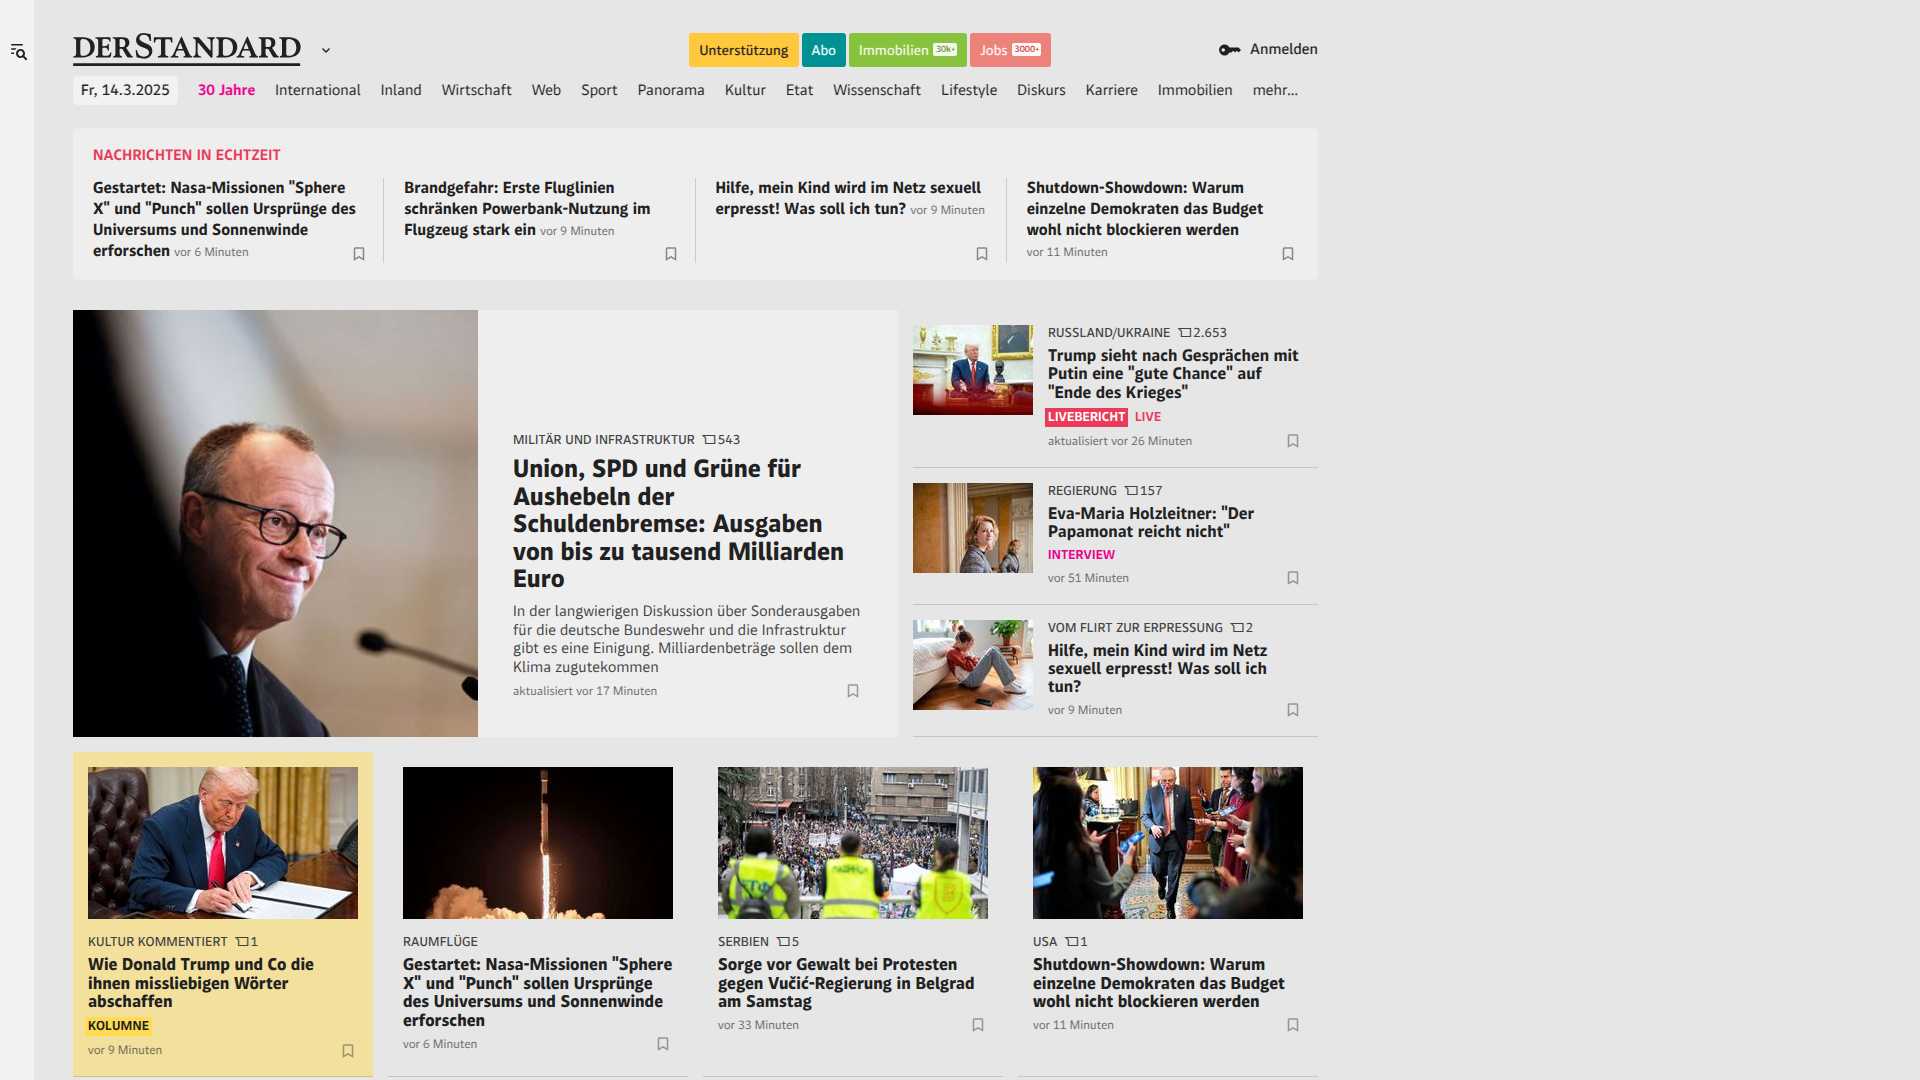 DERSTANDARD
Unterstützung
Abo
Immobilien 30k+
Jobs 3000+
Anmelden
Fr, 14.3.2025
30 Jahre
International
Inland
Wirtschaft
Web
Sport
Panorama
Kultur
Etat
Wissenschaft
Lifestyle
Diskurs
Karriere
Immobilien
mehr...
NACHRICHTEN IN ECHTZEIT
Gestartet: Nasa-Missionen "Sphere
X" und "Punch" sollen Ursprünge des
Universums und Sonnenwinde
erforschen vor 6 Minuten
Brandgefahr: Erste Fluglinien
schränken Powerbank-Nutzung im
Flugzeug stark ein vor 9 Minuten
Hilfe, mein Kind wird im Netz sexuell
erpresst! Was soll ich tun? vor 9 Minuten
Shutdown-Showdown: Warum
einzelne Demokraten das Budget
wohl nicht blockieren werden
vor 11 Minuten
MILITÄR UND INFRASTRUKTUR 543
Union, SPD und Grüne für
Aushebeln der
Schuldenbremse: Ausgaben
von bis zu tausend Milliarden
Euro
In der langwierigen Diskussion über Sonderausgaben
für die deutsche Bundeswehr und die Infrastruktur
gibt es eine Einigung. Milliardenbeträge sollen dem
Klima zugutekommen
aktualisiert vor 17 Minuten
RUSSLAND/UKRAINE 2.653
Trump sieht nach Gesprächen mit
Putin eine "gute Chance" auf
"Ende des Krieges"
LIVEBERICHT LIVE
aktualisiert vor 26 Minuten
REGIERUNG 157
Eva-Maria Holzleitner: "Der
Papamonat reicht nicht"
INTERVIEW
vor 51 Minuten
VOM FLIRT ZUR ERPRESSUNG 2
Hilfe, mein Kind wird im Netz
sexuell erpresst! Was soll ich
tun?
vor 9 Minuten
KULTUR KOMMENTIERT 1
Wie Donald Trump und Co die
ihnen missliebigen Wörter
abschaffen
KOLUMNE
vor 9 Minuten
RAUMFLÜGE
Gestartet: Nasa-Missionen "Sphere
X" und "Punch" sollen Ursprünge
des Universums und Sonnenwinde
erforschen
vor 6 Minuten
SERBIEN 5
Sorge vor Gewalt bei Protesten
gegen Vučić-Regierung in Belgrad
am Samstag
vor 33 Minuten
USA 1
Shutdown-Showdown: Warum
einzelne Demokraten das Budget
wohl nicht blockieren werden
vor 11 Minuten